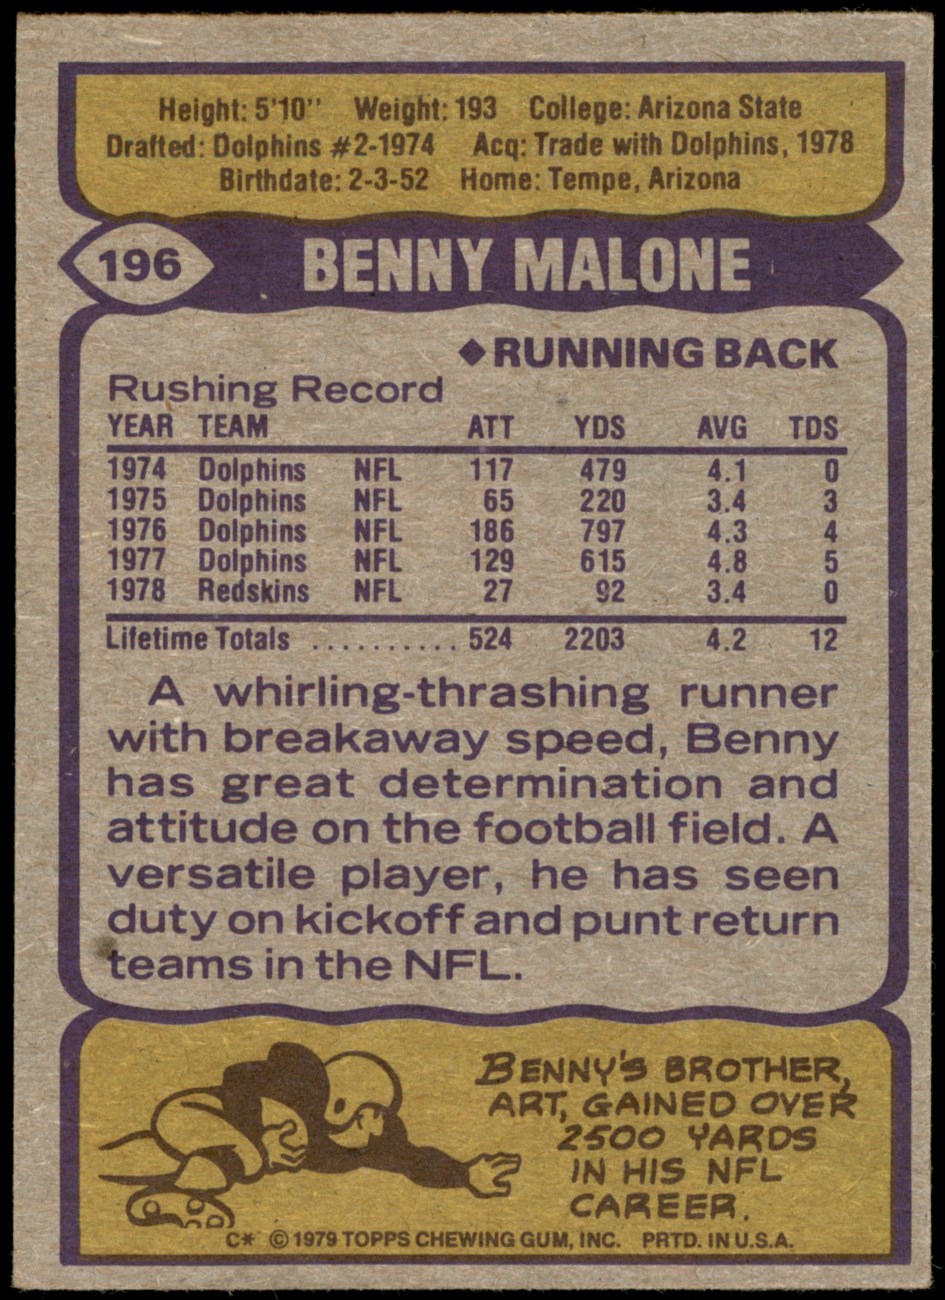 Height: 5'10" Weight: 193 College: Arizona State
Drafted: Dolphins #2-1974 Acq: Trade with Dolphins, 1978
Birthdate: 2-3-52 Home: Tempe, Arizona
196 BENNY MALONE
◆RUNNING BACK
Rushing Record
YEAR TEAM ATT YDS AVG TDS
1974 Dolphins NFL 117 479 4.1 0
1975 Dolphins NFL 65 220 3.4 3
1976 Dolphins NFL 186 797 4.3 4
1977 Dolphins NFL 129 615 4.8 5
1978 Redskins NFL 27 92 3.4 0
Lifetime Totals .......... 524 2203 4.2 12
A whirling-thrashing runner
with breakaway speed, Benny
has great determination and
attitude on the football field. A
versatile player, he has seen
duty on kickoff and punt return
teams in the NFL.
BENNY'S BROTHER,
ART, GAINED OVER
2500 YARDS
IN HIS NFL
CAREER.
C* © 1979 TOPPS CHEWING GUM, INC. PRTD. IN U.S.A.